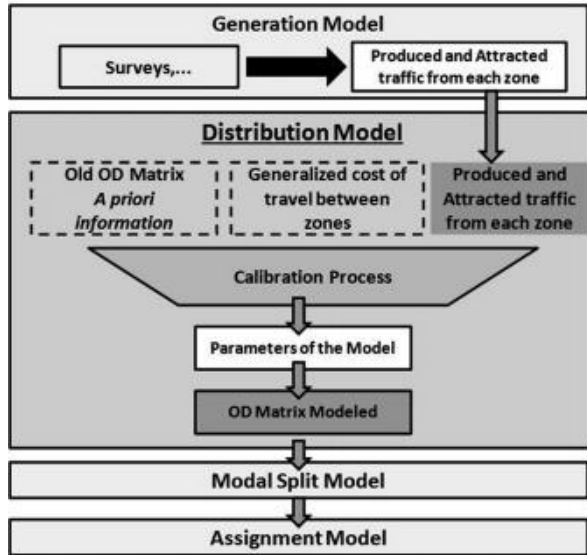 Generation Model
Surveys,...
Produced and Attracted
traffic from each zone
Distribution Model
Old OD Matrix
A priori
information
Generalized cost of
travel between
zones
Produced and
Attracted traffic
from each zone
Calibration Process
Parameters of the Model
OD Matrix Modeled
Modal Split Model
Assignment Model